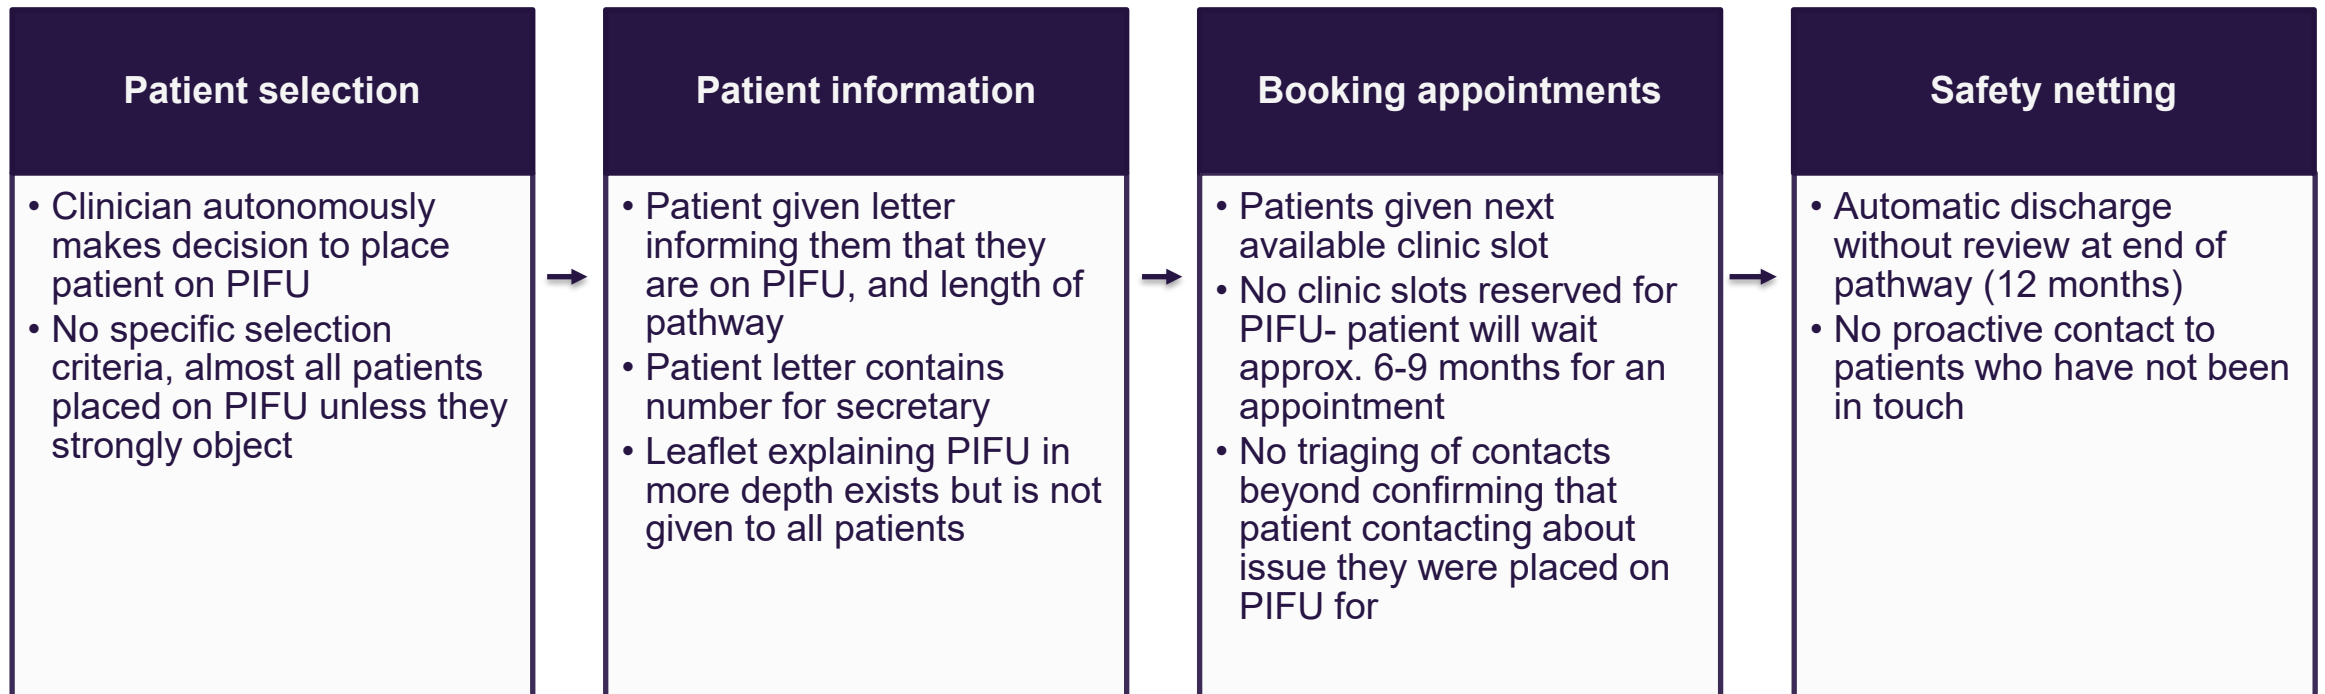 Patient selection
• Clinician autonomously
makes decision to place
patient on PIFU
• No specific selection
criteria, almost all patients
placed on PIFU unless they
strongly object
Patient information
• Patient given letter
informing them that they
are on PIFU, and length of
pathway
• Patient letter contains
number for secretary
• Leaflet explaining PIFU in
more depth exists but is not
given to all patients
Booking appointments
• Patients given next
available clinic slot
• No clinic slots reserved for
PIFU- patient will wait
approx. 6-9 months for an
appointment
• No triaging of contacts
beyond confirming that
patient contacting about
issue they were placed on
PIFU for
Safety netting
• Automatic discharge
without review at end of
pathway (12 months)
• No proactive contact to
patients who have not been
in touch